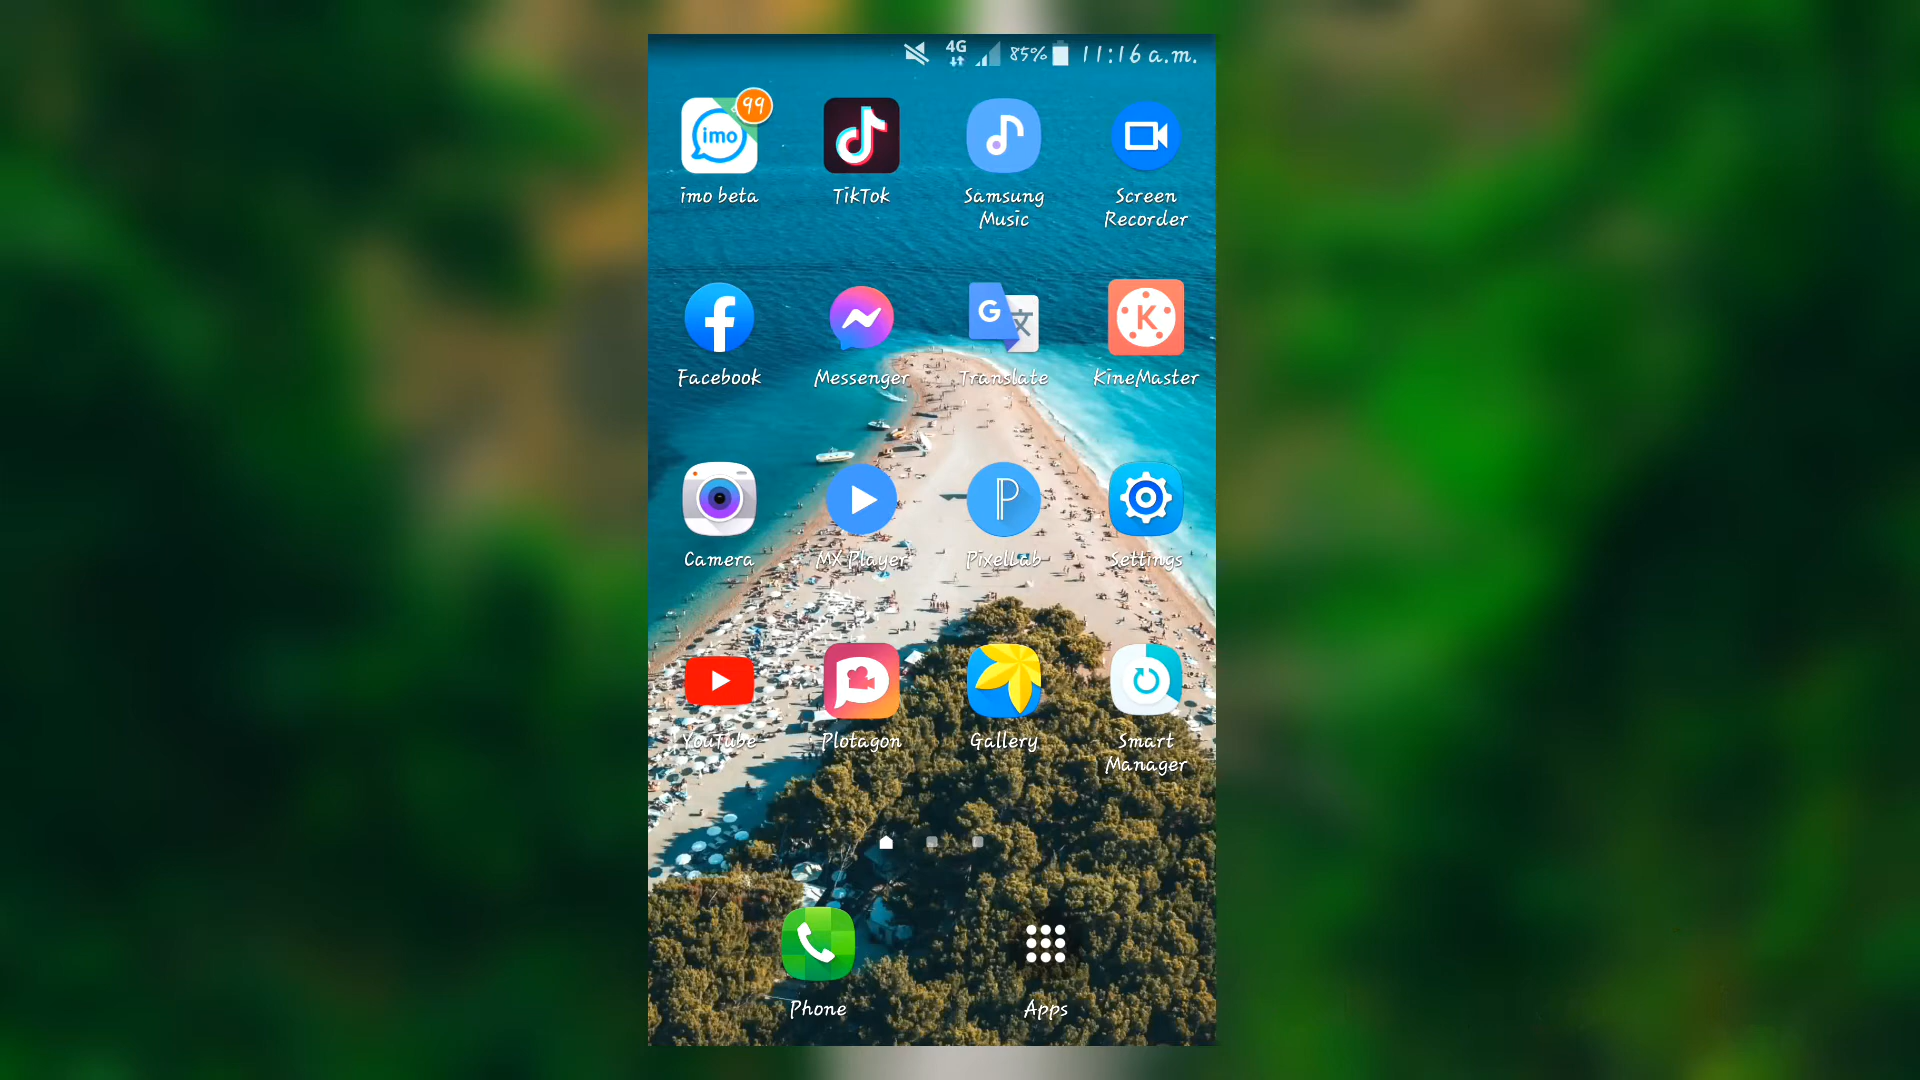 4G 85% 11:16 a.m.
99
imo
imo beta
TikTok
Samsung
Music
Screen
Recorder
G 文
K
Facebook
Messenger
Translate
KineMaster
P
Camera
MX Player
PixelLab
Settings
YouTube
Plotagon
Gallery
Smart
Manager
Phone
Apps